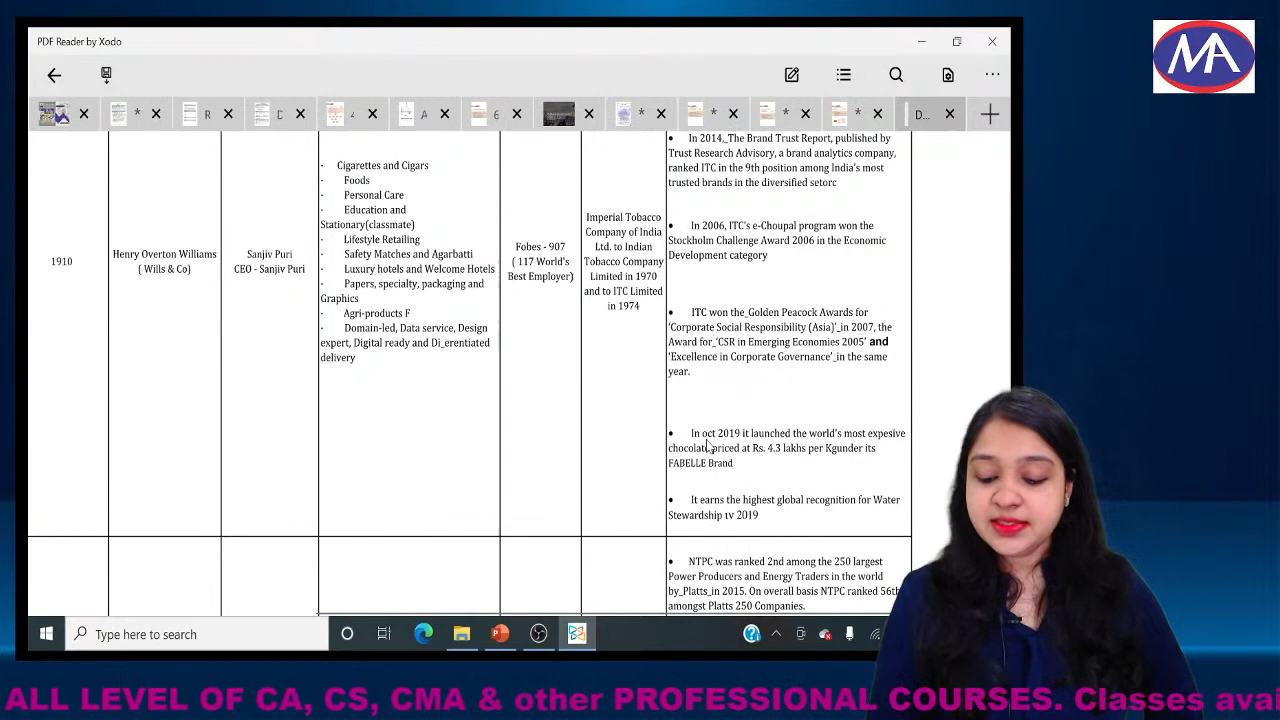 PDF Reader by Xodo
MA
R
D
4
A
6
D...
1910
Henry Overton Williams
( Wills & Co)
Sanjiv Puri
CEO - Sanjiv Puri
· Cigarettes and Cigars
· Foods
· Personal Care
· Education and
Stationary(classmate)
· Lifestyle Retailing
· Safety Matches and Agarbatti
· Luxury hotels and Welcome Hotels
· Papers, specialty, packaging and
Graphics
· Agri-products F
· Domain-led, Data service, Design
expert, Digital ready and Di_erentiated
delivery
Fobes - 907
( 117 World's
Best Employer)
Imperial Tobacco
Company of India
Ltd. to Indian
Tobacco Company
Limited in 1970
and to ITC Limited
in 1974
• In 2014,_The Brand Trust Report, published by
Trust Research Advisory, a brand analytics company,
ranked ITC in the 9th position among India's most
trusted brands in the diversified setorc
• In 2006, ITC's e-Choupal program won the
Stockholm Challenge Award 2006 in the Economic
Development category
• ITC won the_Golden Peacock Awards for
'Corporate Social Responsibility (Asia)'_in 2007, the
Award for_'CSR in Emerging Economies 2005' and
'Excellence in Corporate Governance'_in the same
year.
• In oct 2019 it launched the world's most expesive
chocolate priced at Rs. 4.3 lakhs per Kgunder its
FABELLE Brand
• It earns the highest global recognition for Water
Stewardship ιν 2019
• NTPC was ranked 2nd among the 250 largest
Power Producers and Energy Traders in the world
by_Platts_in 2015. On overall basis NTPC ranked 56th
amongst Platts 250 Companies.
Type here to search
ALL LEVEL OF CA, CS, CMA & other PROFESSIONAL COURSES. Classes avai